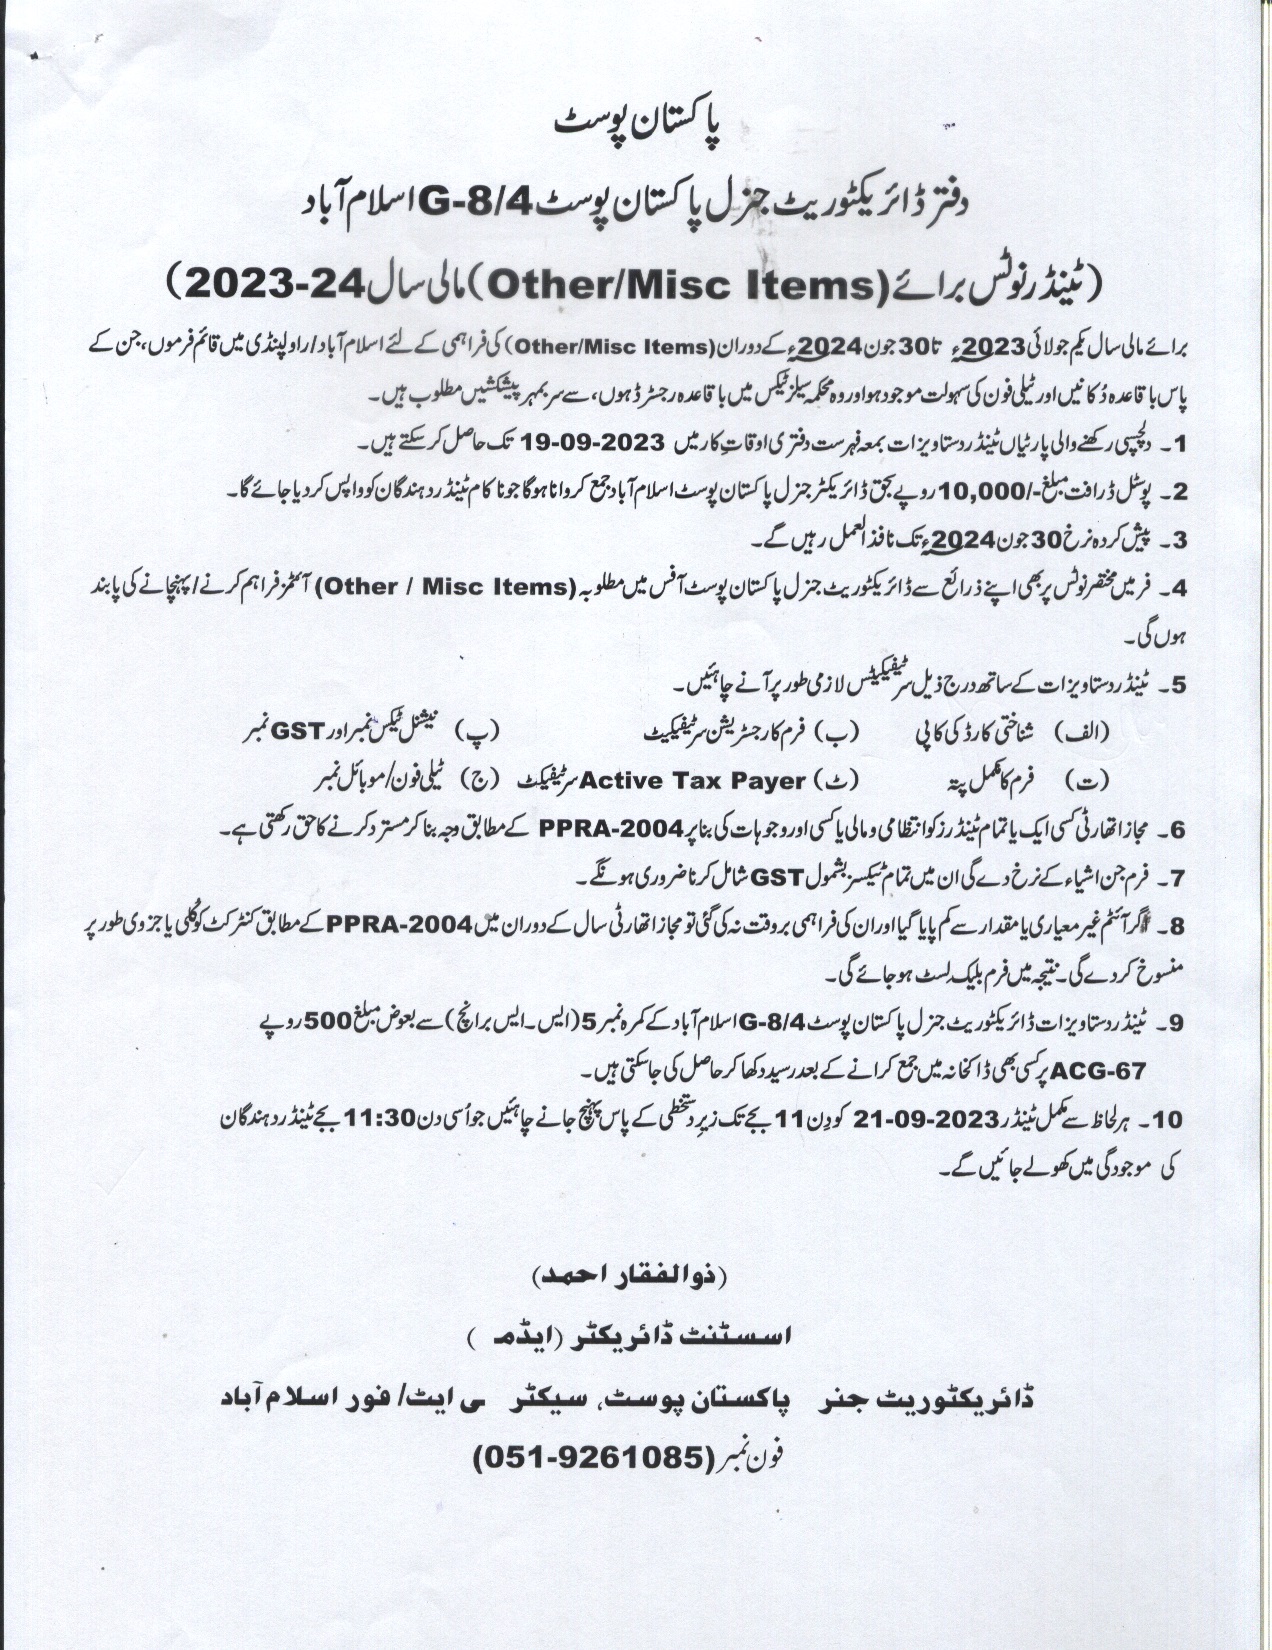 پاکستان پوسٹ
دفتر ڈائریکٹوریٹ جنرل پاکستان پوسٹ G-8/4 اسلام آباد
(ٹینڈر نوٹس برائے (Other/Misc Items) مالی سال 2023-24)
برائے مالی سال یکم جولائی 2023ء تا 30 جون 2024ء کے دوران (Other/Misc Items) کی فراہمی کے لئے اسلام آباد/راولپنڈی میں قائم فرموں، جن کے
پاس باقاعدہ دُکانیں اور ٹیلی فون کی سہولت موجود ہو اور وہ محکمہ سیلز ٹیکس میں باقاعدہ رجسٹرڈ ہوں، سے سربمہر پیشکشیں مطلوب ہیں۔
1۔ دلچسپی رکھنے والی پارٹیاں ٹینڈر دستاویزات بمعہ فہرست دفتری اوقاتِ کار میں 19-09-2023 تک حاصل کر سکتے ہیں۔
2۔ پوسٹل ڈرافت مبلغ -/10,000 روپے بحق ڈائریکٹر جنرل پاکستان پوسٹ اسلام آباد جمع کروانا ہوگا جو ناکام ٹینڈر دہندگان کو واپس کر دیا جائے گا۔
3۔ پیش کردہ نرخ 30 جون 2024ء تک نافذ العمل رہیں گے۔
4۔ فرمیں مختصر نوٹس پر بھی اپنے ذرائع سے ڈائریکٹوریٹ جنرل پاکستان پوسٹ آفس میں مطلوبہ (Other / Misc Items) آئٹمز فراہم کرنے / پہنچانے کی پابند
ہوں گی۔
5۔ ٹینڈر دستاویزات کے ساتھ درج ذیل سرٹیفیکیٹس لازمی طور پر آنے چاہئیں۔
(الف) شناختی کارڈ کی کاپی (ب) فرم کا رجسٹریشن سرٹیفیکیٹ (پ) نیشنل ٹیکس نمبر اور GST نمبر
(ت) فرم کا مکمل پتہ (ٹ) Active Tax Payer سرٹیفیکٹ (ج) ٹیلی فون/موبائل نمبر
6۔ مجاز اتھارٹی کسی ایک یا تمام ٹینڈرز کو انتظامی و مالی یا کسی اور وجوہات کی بنا پر PPRA-2004 کے مطابق وجہ بنا کر مسترد کرنے کا حق رکھتی ہے۔
7۔ فرم جن اشیاء کے نرخ دے گی ان میں تمام ٹیکسز بشمول GST شامل کرنا ضروری ہونگے۔
8۔ اگر آئٹم غیر معیاری یا مقدار سے کم پایا گیا اور ان کی فراہمی بروقت نہ کی گئی تو مجاز اتھارٹی سال کے دوران میں PPRA-2004 کے مطابق کنٹرکٹ کو کُلی یا جزوی طور پر
منسوخ کر دے گی۔ نتیجہ میں فرم بلیک لسٹ ہو جائے گی۔
9۔ ٹینڈر دستاویزات ڈائریکٹوریٹ جنرل پاکستان پوسٹ G-8/4 اسلام آباد کے کمرہ نمبر 5 (ایس۔ایس برانچ) سے بعوض مبلغ 500 روپے
ACG-67 پر کسی بھی ڈاکخانہ میں جمع کرانے کے بعد رسید دکھا کر حاصل کی جا سکتی ہیں۔
10۔ ہر لحاظ سے مکمل ٹینڈر 21-09-2023 کو دِن 11 بجے تک زیرِ دستخطی کے پاس پہنچ جانے چاہئیں جو اُسی دن 11:30 بجے ٹینڈر دہندگان
کی موجودگی میں کھولے جائیں گے۔
(ذوالفقار احمد)
اسسٹنٹ ڈائریکٹر (ایڈمـ )
ڈائریکٹوریٹ جنر پاکستان پوسٹ، سیکٹر ی ایٹ/ فور اسلام آباد
فون نمبر (051-9261085)